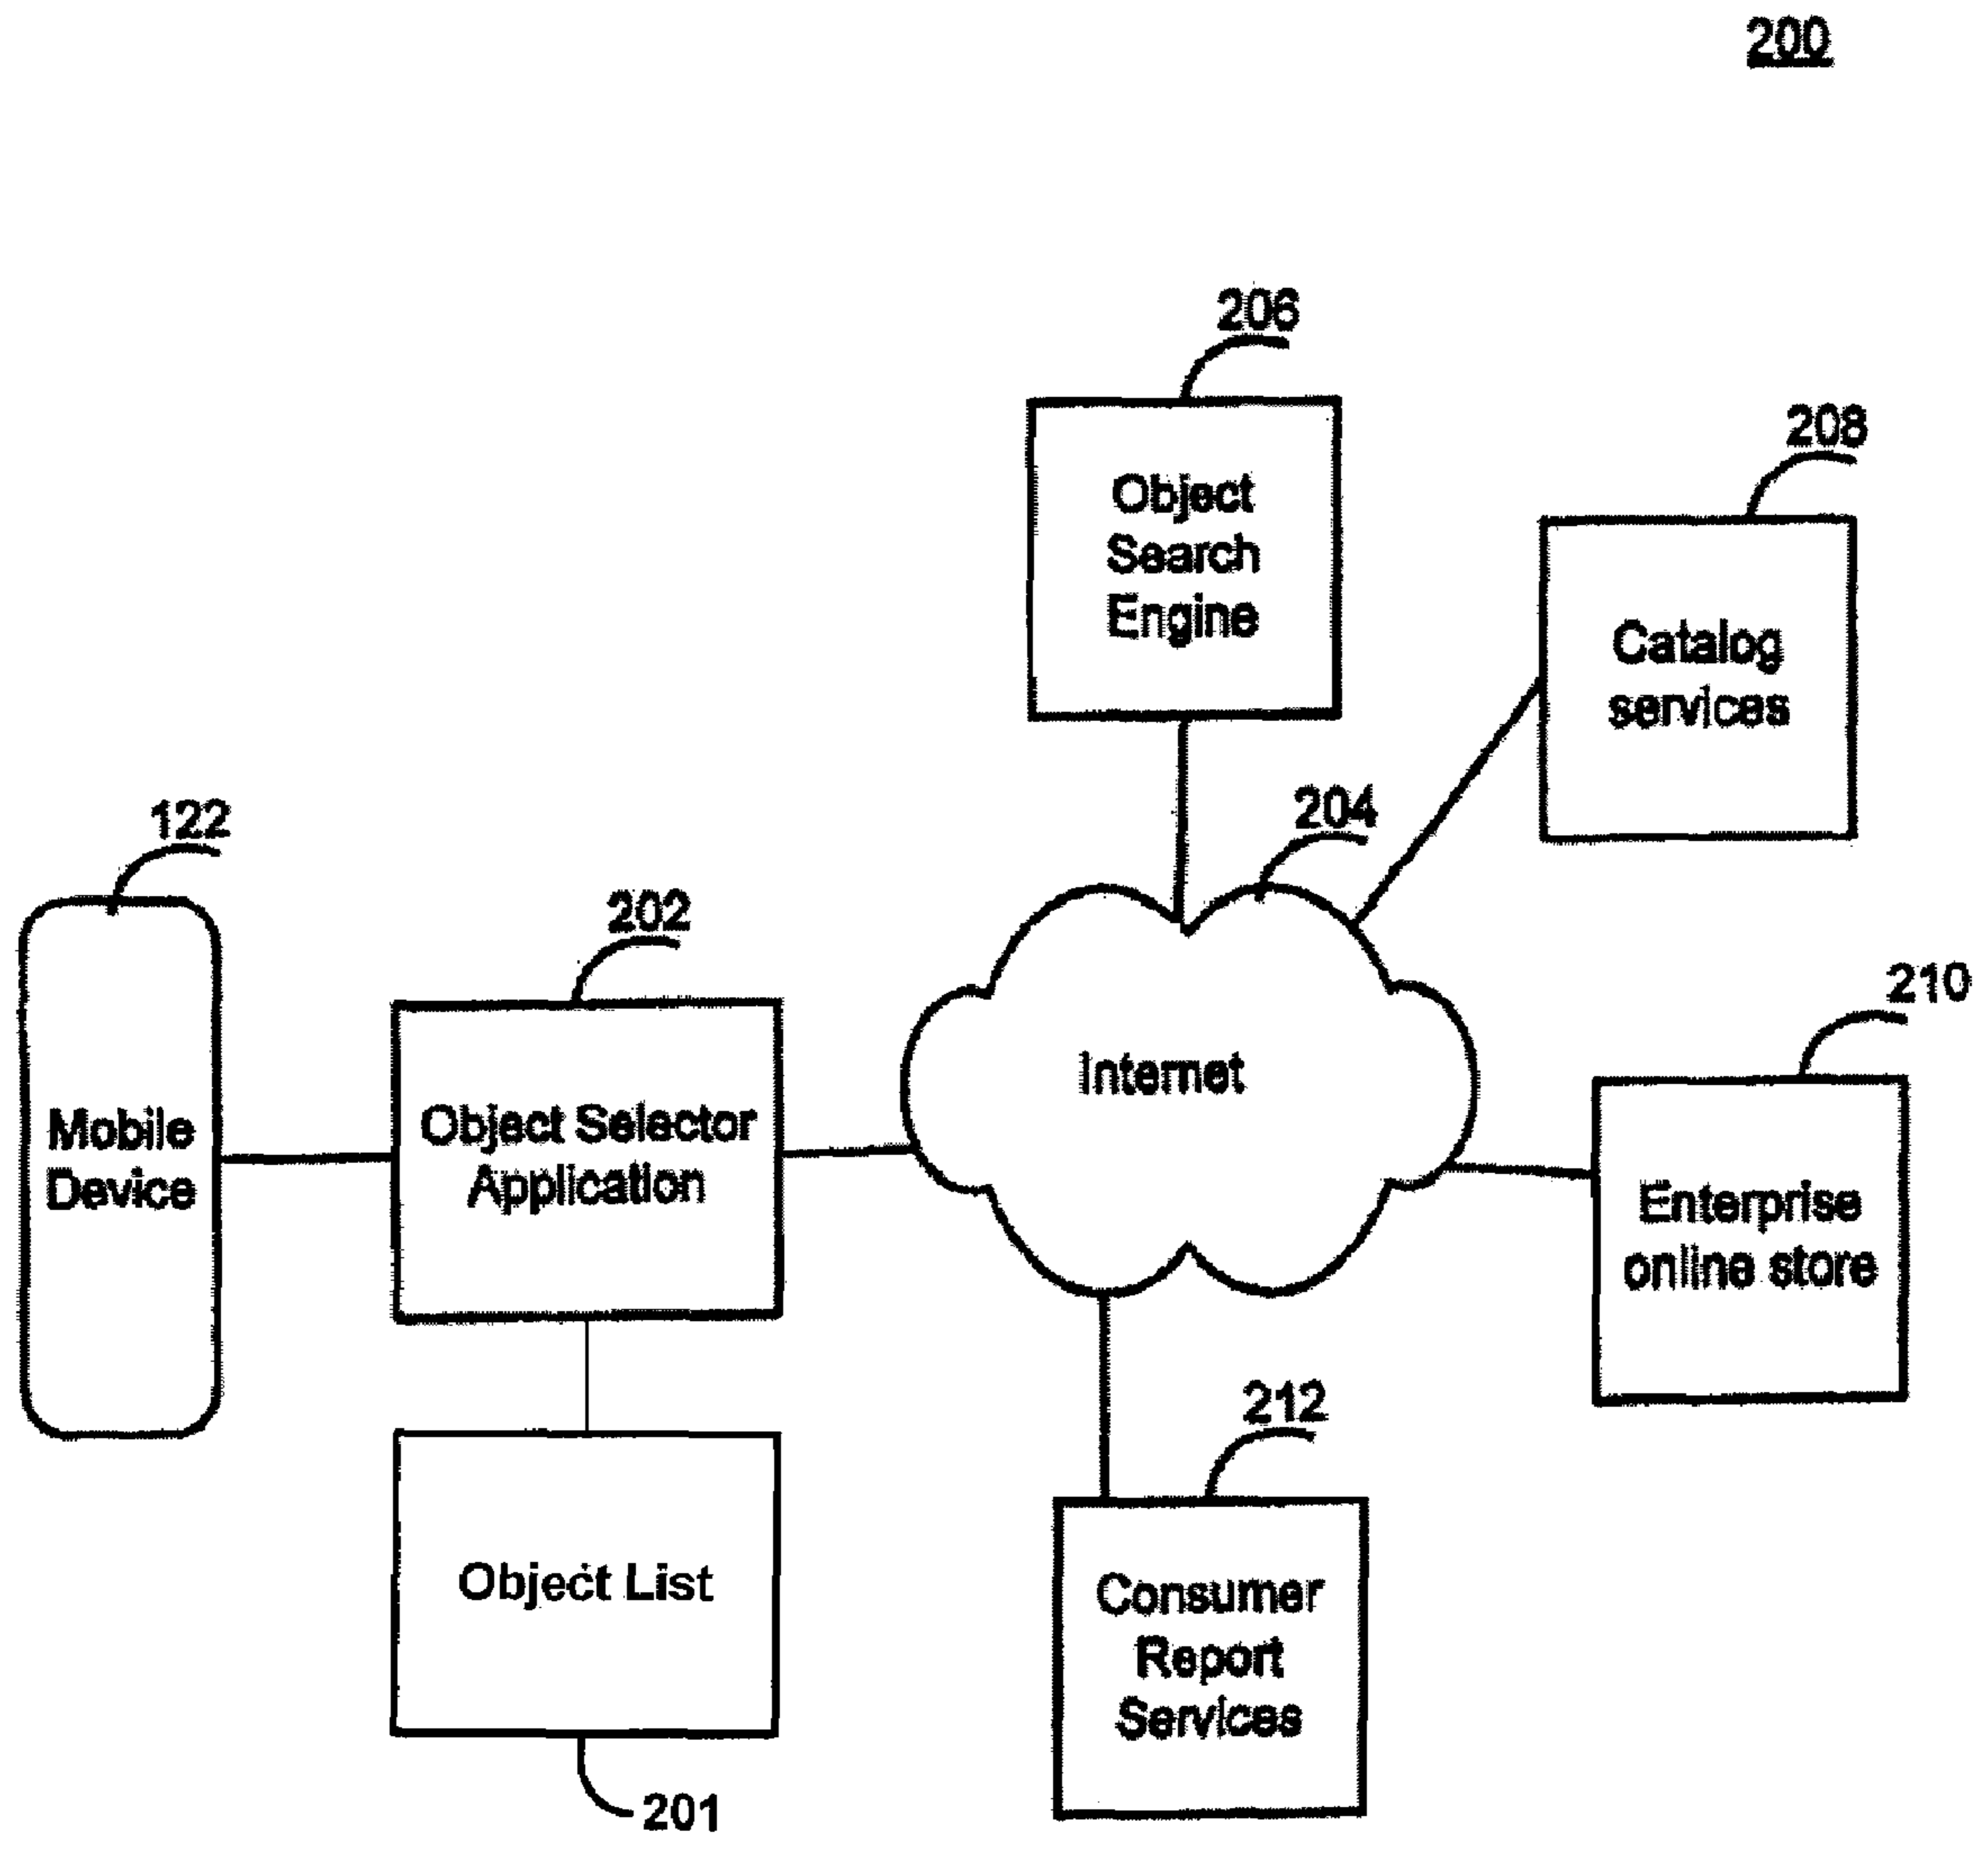 200
206
Object
Search
Engine
208
Catalog
services
122
Mobile
Device
202
Object Selector
Application
204
Internet
210
Enterprise
online store
Object List
201
212
Consumer
Report
Services